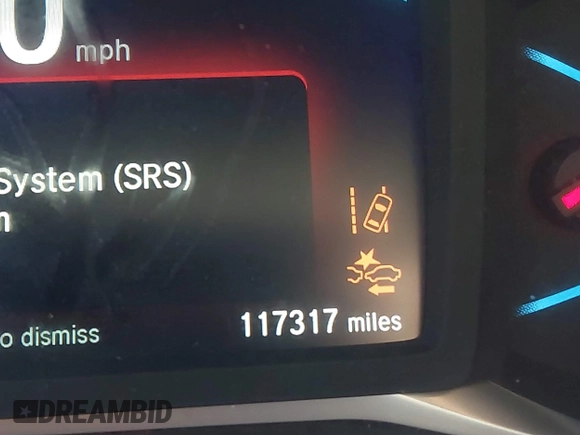 0 mph
System (SRS)
o dismiss
117317 miles
DREAMBID